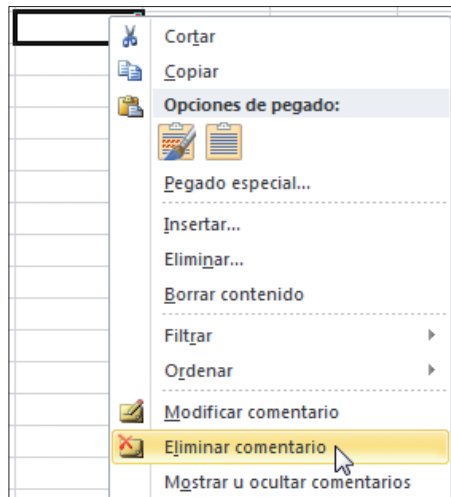 Cortar
Copiar
Opciones de pegado:
Pegado especial...
Insertar...
Eliminar...
Borrar contenido
Filtrar
Ordenar
Modificar comentario
Eliminar comentario
Mostrar u ocultar comentarios